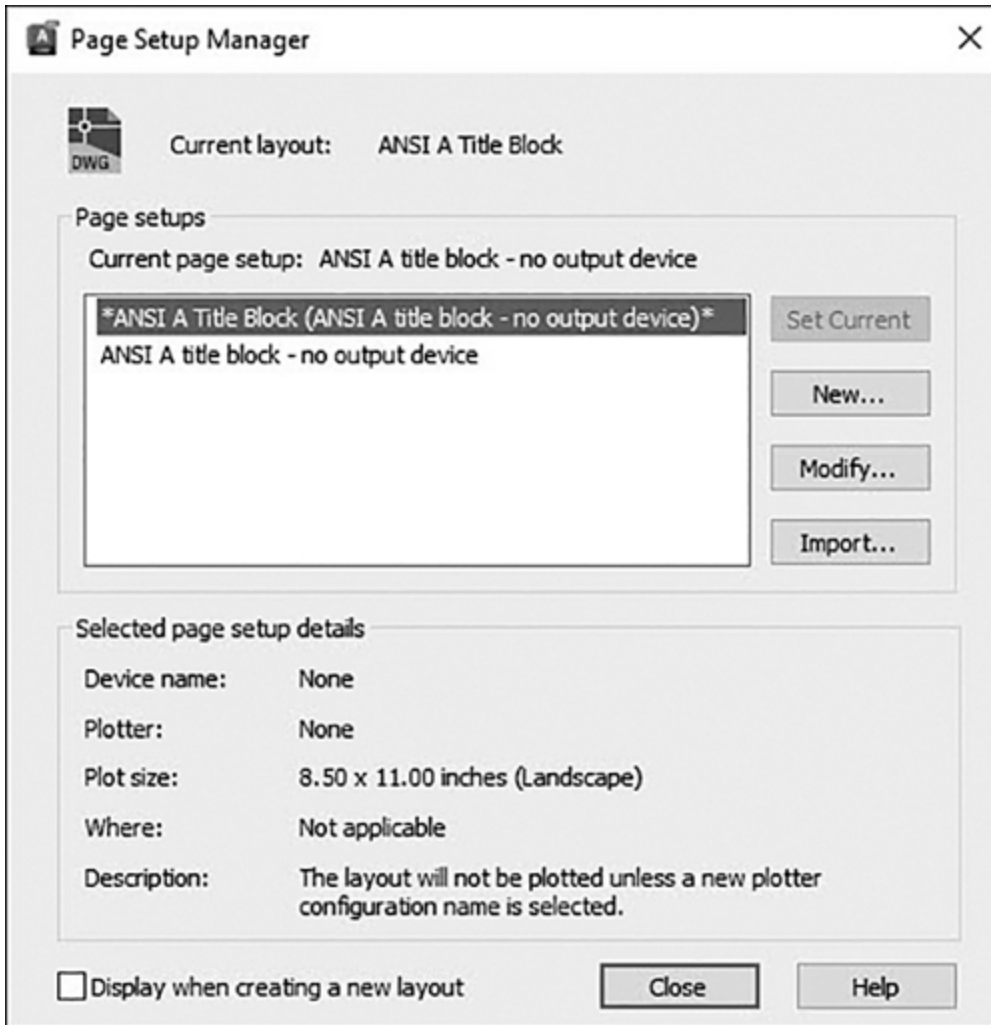 Page Setup Manager
DWG
Current layout: ANSI A Title Block
Page setups
Current page setup: ANSI A title block - no output device
*ANSI A Title Block (ANSI A title block - no output device)*
Set Current
ANSI A title block - no output device
New...
Modify...
Import...
Selected page setup details
Device name: None
Plotter: None
Plot size: 8.50 x 11.00 inches (Landscape)
Where: Not applicable
Description: The layout will not be plotted unless a new plotter
configuration name is selected.
Display when creating a new layout
Close
Help